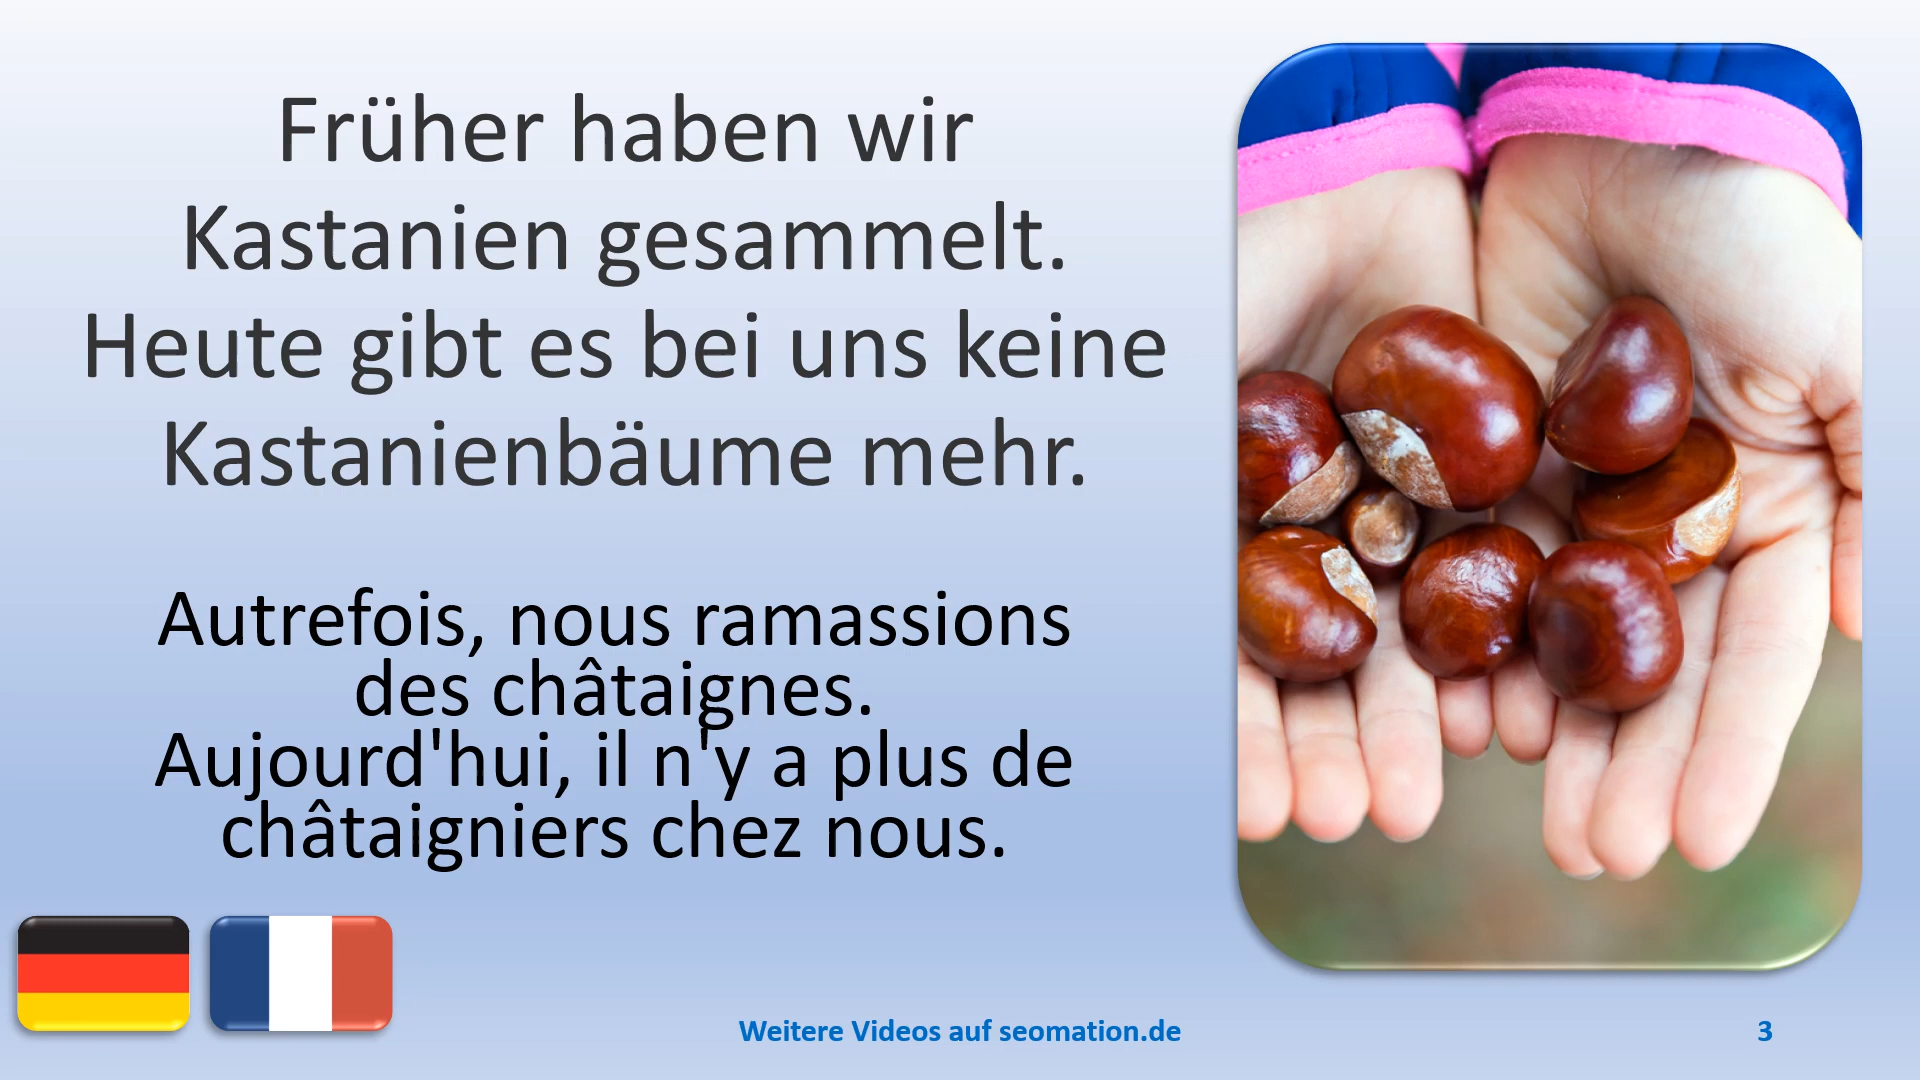 Früher haben wir
Kastanien gesammelt.
Heute gibt es bei uns keine
Kastanienbäume mehr.
Autrefois, nous ramassions
des châtaignes.
Aujourd'hui, il n'y a plus de
châtaigniers chez nous.
Weitere Videos auf seomation.de
3